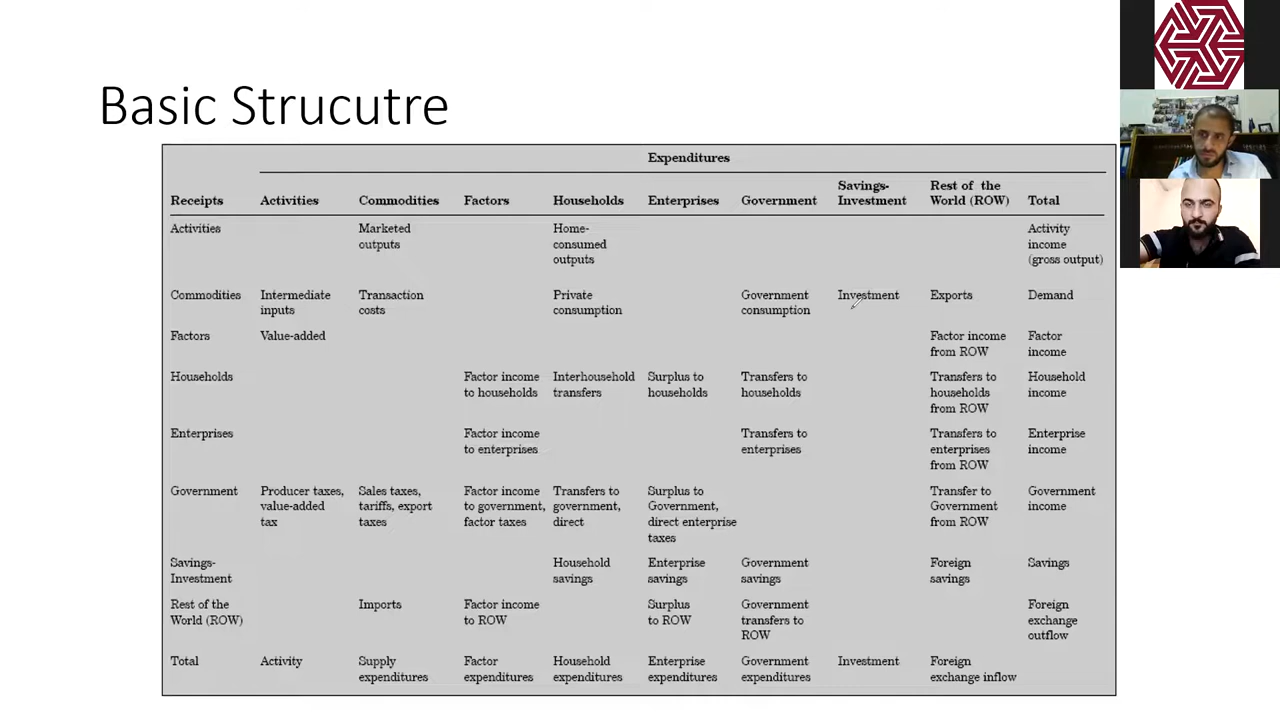 Basic Strucutre
Expenditures
Receipts Activities Commodities Factors Households Enterprises Government Savings-Investment Rest of the World (ROW) Total
Activities Marketed outputs Home-consumed outputs Activity income (gross output)
Commodities Intermediate inputs Transaction costs Private consumption Government consumption Investment Exports Demand
Factors Value-added Factor income from ROW Factor income
Households Factor income to households Interhousehold transfers Surplus to households Transfers to households Transfers to households from ROW Household income
Enterprises Factor income to enterprises Transfers to enterprises Transfers to enterprises from ROW Enterprise income
Government Producer taxes, value-added tax Sales taxes, tariffs, export taxes Factor income to government, factor taxes Transfers to government, direct Surplus to Government, direct enterprise taxes Transfer to Government from ROW Government income
Savings-Investment Household savings Enterprise savings Government savings Foreign savings Savings
Rest of the World (ROW) Imports Factor income to ROW Surplus to ROW Government transfers to ROW Foreign exchange outflow
Total Activity Supply expenditures Factor expenditures Household expenditures Enterprise expenditures Government expenditures Investment Foreign exchange inflow